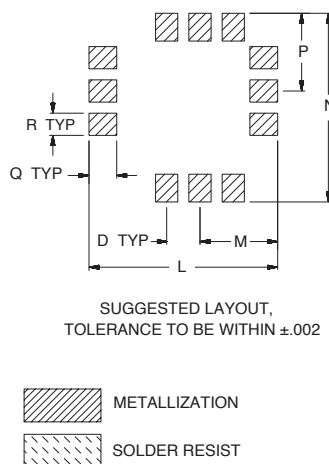 P
N
R TYP
Q TYP
D TYP
M
L
SUGGESTED LAYOUT,
TOLERANCE TO BE WITHIN ±.002
METALLIZATION
SOLDER RESIST